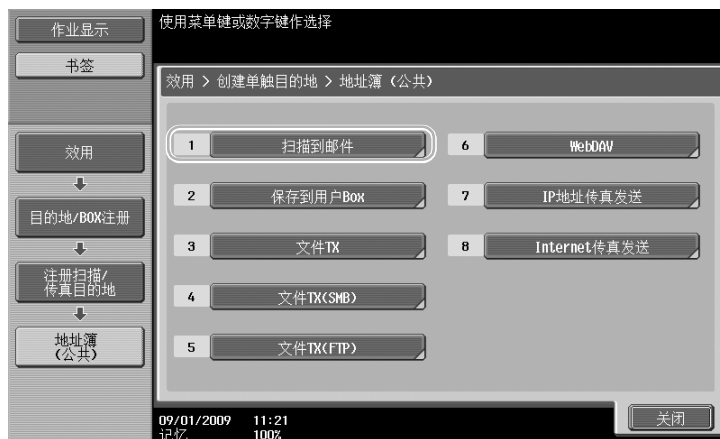 作业显示
书签
使用菜单键或数字键作选择
效用 > 创建单触目的地 > 地址簿（公共）
效用
目的地/BOX注册
注册扫描/
传真目的地
地址簿
（公共）
1 扫描到邮件
2 保存到用户Box
3 文件TX
4 文件TX(SMB)
5 文件TX(FTP)
6 WebDAV
7 IP地址传真发送
8 Internet传真发送
09/01/2009 11:21
记忆 100%
关闭